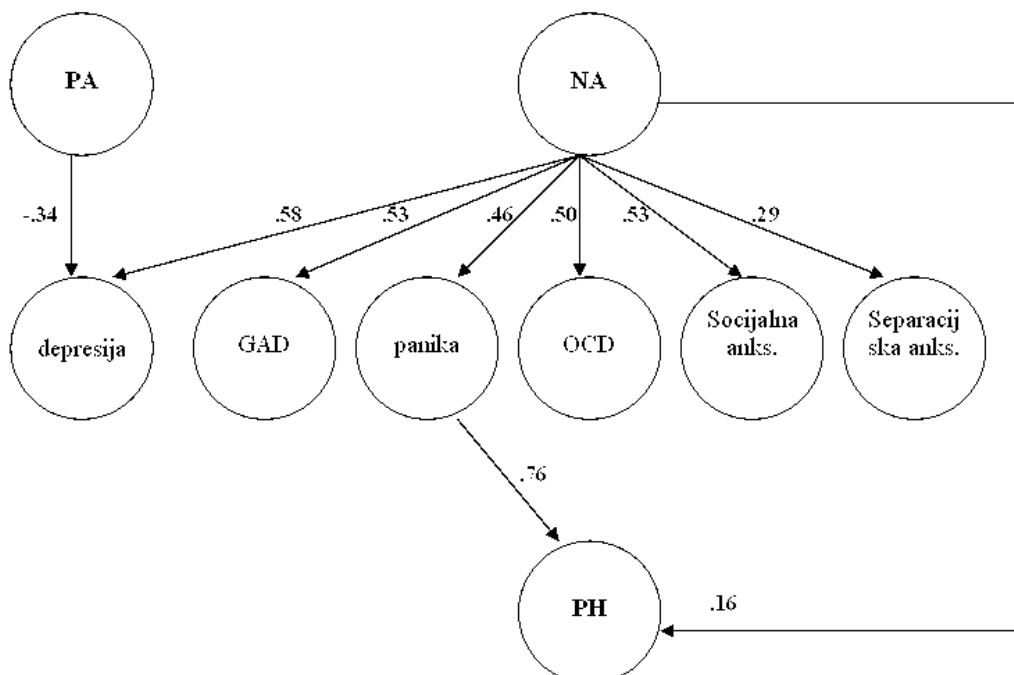 PA
NA
-.34
.58
.53
.46
.50
.53
.29
depresija
GAD
panika
OCD
Socijalna
anks.
Separacij
ska anks.
.76
PH
.16